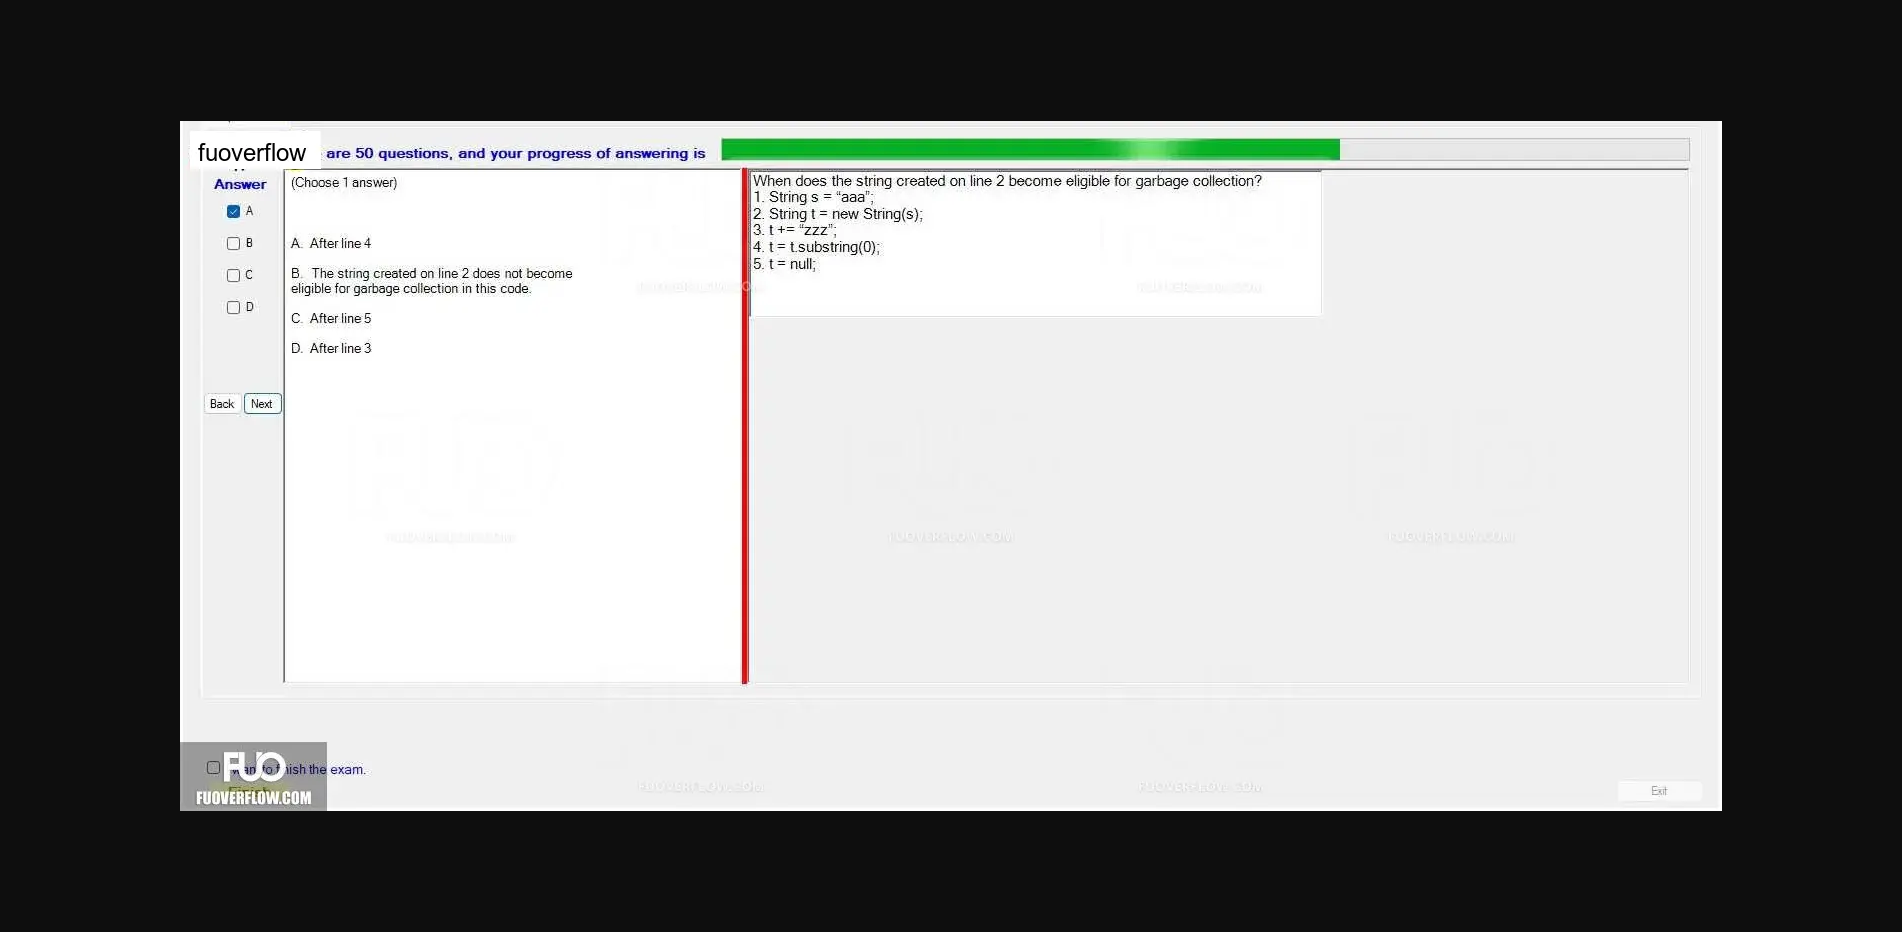 fuoverflow
are 50 questions, and your progress of answering is
Answer
A
B
C
D
Back
Next
(Choose 1 answer)
A. After line 4
B. The string created on line 2 does not become
eligible for garbage collection in this code.
C. After line 5
D. After line 3
When does the string created on line 2 become eligible for garbage collection?
1. String s = “aaa”;
2. String t = new String(s);
3. t += “zzz”;
4. t = t.substring(0);
5. t = null;
FUOVERFLOW.COM
FUOVERFLOW.COM
FUOVERFLOW.COM
FUOVERFLOW.COM
FUOVERFLOW.COM
FUO
want to finish the exam.
Finish
FUOVERFLOW.COM
FUOVERFLOW.COM
FUOVERFLOW.COM
Exit